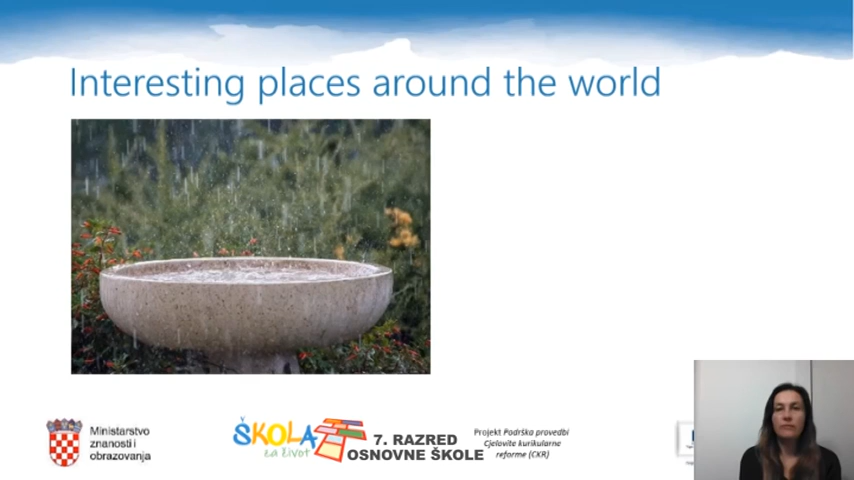 Interesting places around the world
Ministarstvo
znanosti i
obrazovanja
ŠKOLA
za život
7. RAZRED
OSNOVNE ŠKOLE
Projekt Podrška provedbi
Cjelovite kurikularne
reforme (CKR)